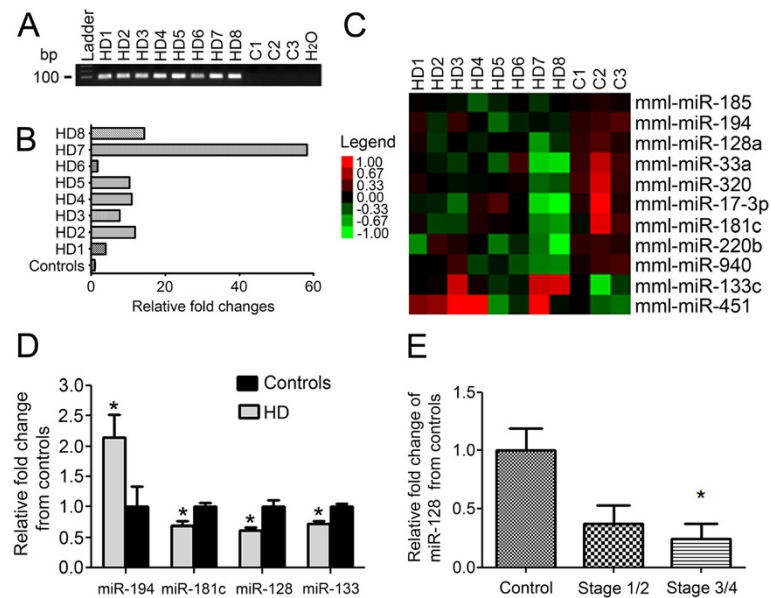 A
bp
Ladder
HD1
HD2
HD3
HD4
HD5
HD6
HD7
HD8
C1
C2
C3
H2O
100
B
HD8
HD7
HD6
HD5
HD4
HD3
HD2
HD1
Controls
0 20 40 60
Relative fold changes
C
HD1
HD2
HD3
HD4
HD5
HD6
HD7
HD8
C1
C2
C3
mml-miR-185
mml-miR-194
mml-miR-128a
mml-miR-33a
mml-miR-320
mml-miR-17-3p
mml-miR-181c
mml-miR-220b
mml-miR-940
mml-miR-133c
mml-miR-451
Legend
1.00
0.67
0.33
0.00
-0.33
-0.67
-1.00
D
Relative fold change
from controls
3.0
2.5
2.0
1.5
1.0
0.5
0.0
Controls
HD
*
*
*
*
miR-194 miR-181c miR-128 miR-133
E
Relative fold change of
miR-128 from controls
1.5
1.0
0.5
0.0
*
Control Stage 1/2 Stage 3/4